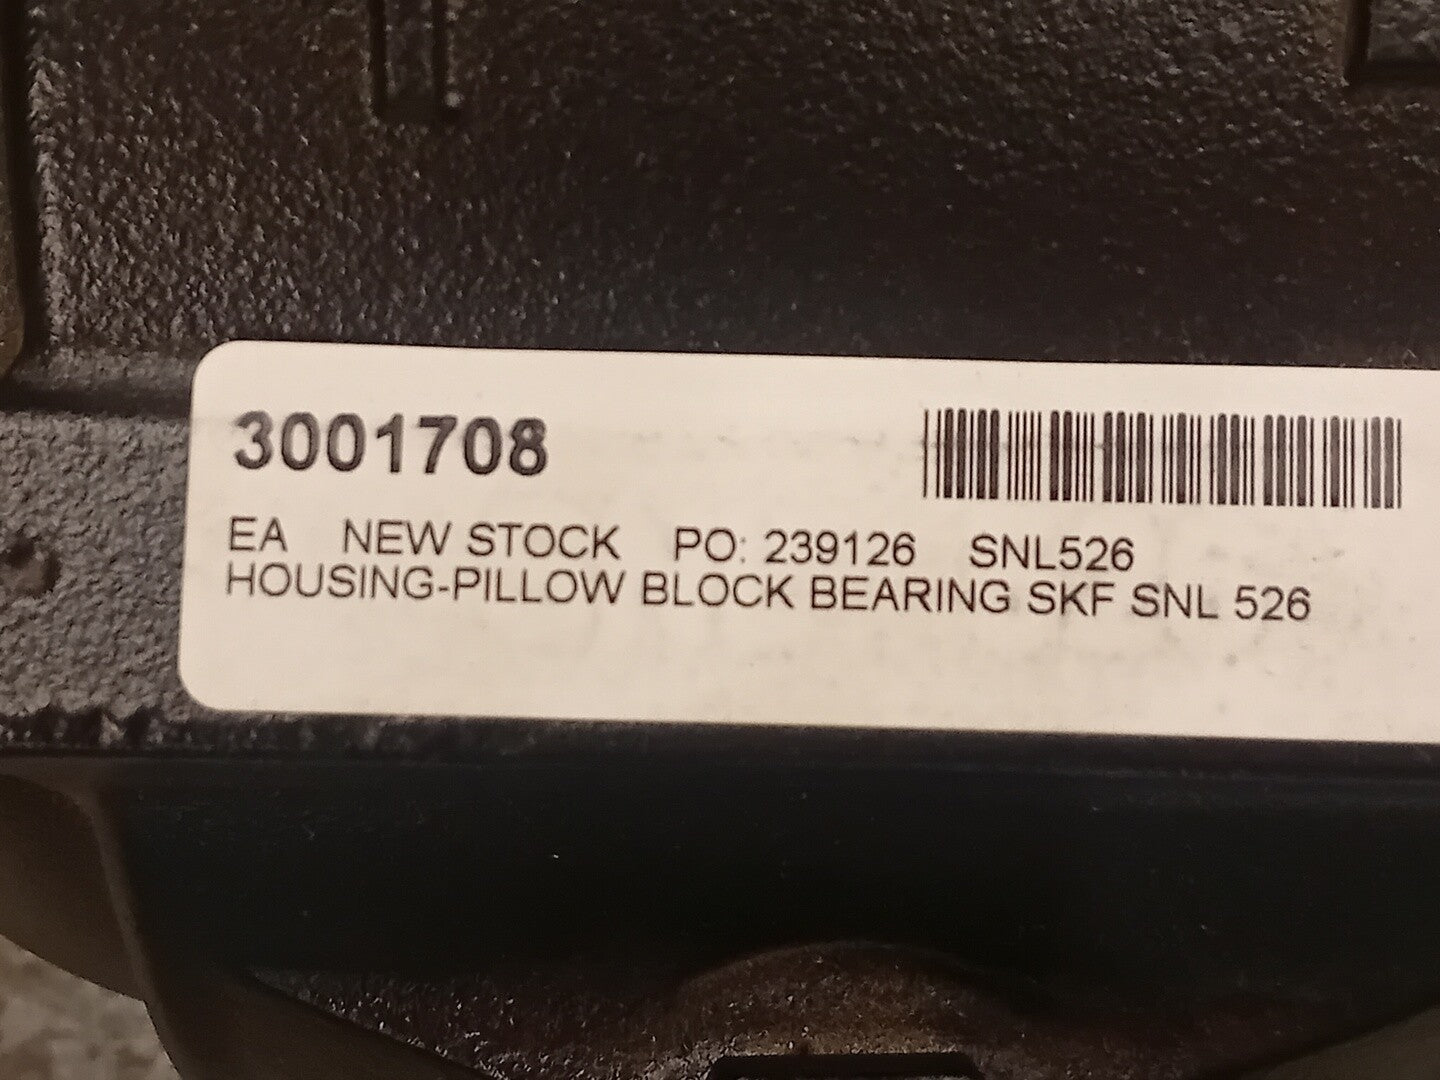 3001708
EA NEW STOCK PO: 239126 SNL526
HOUSING-PILLOW BLOCK BEARING SKF SNL 526